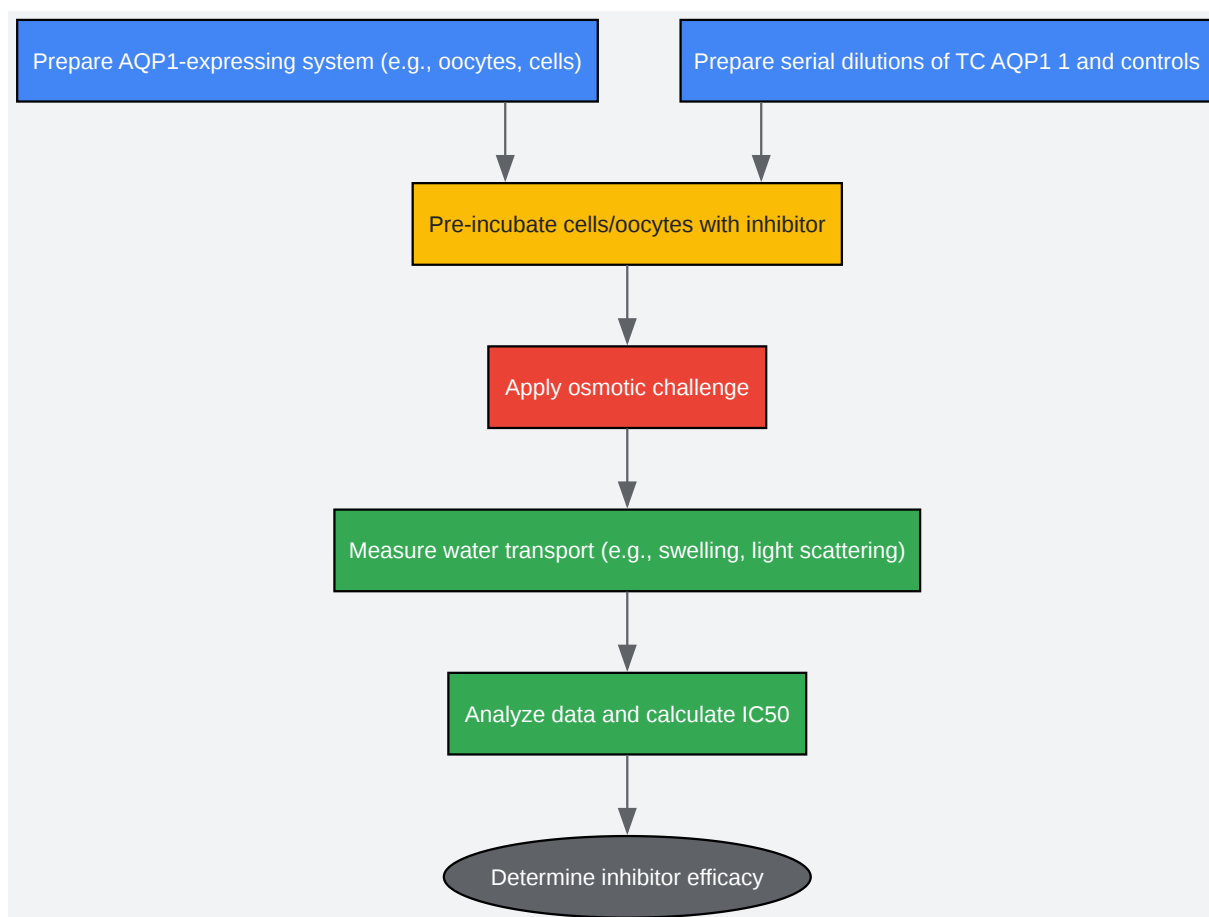 Prepare AQP1-expressing system (e.g., oocytes, cells)
Prepare serial dilutions of TC AQP1 1 and controls
Pre-incubate cells/oocytes with inhibitor
Apply osmotic challenge
Measure water transport (e.g., swelling, light scattering)
Analyze data and calculate IC50
Determine inhibitor efficacy